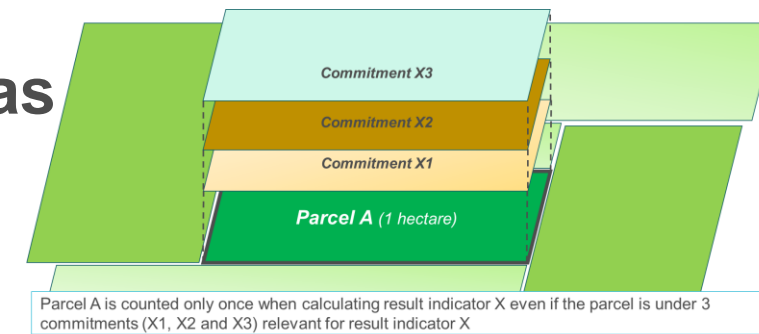 as
Commitment X3
Commitment X2
Commitment X1
Parcel A (1 hectare)
Parcel A is counted only once when calculating result indicator X even if the parcel is under 3
commitments (X1, X2 and X3) relevant for result indicator X